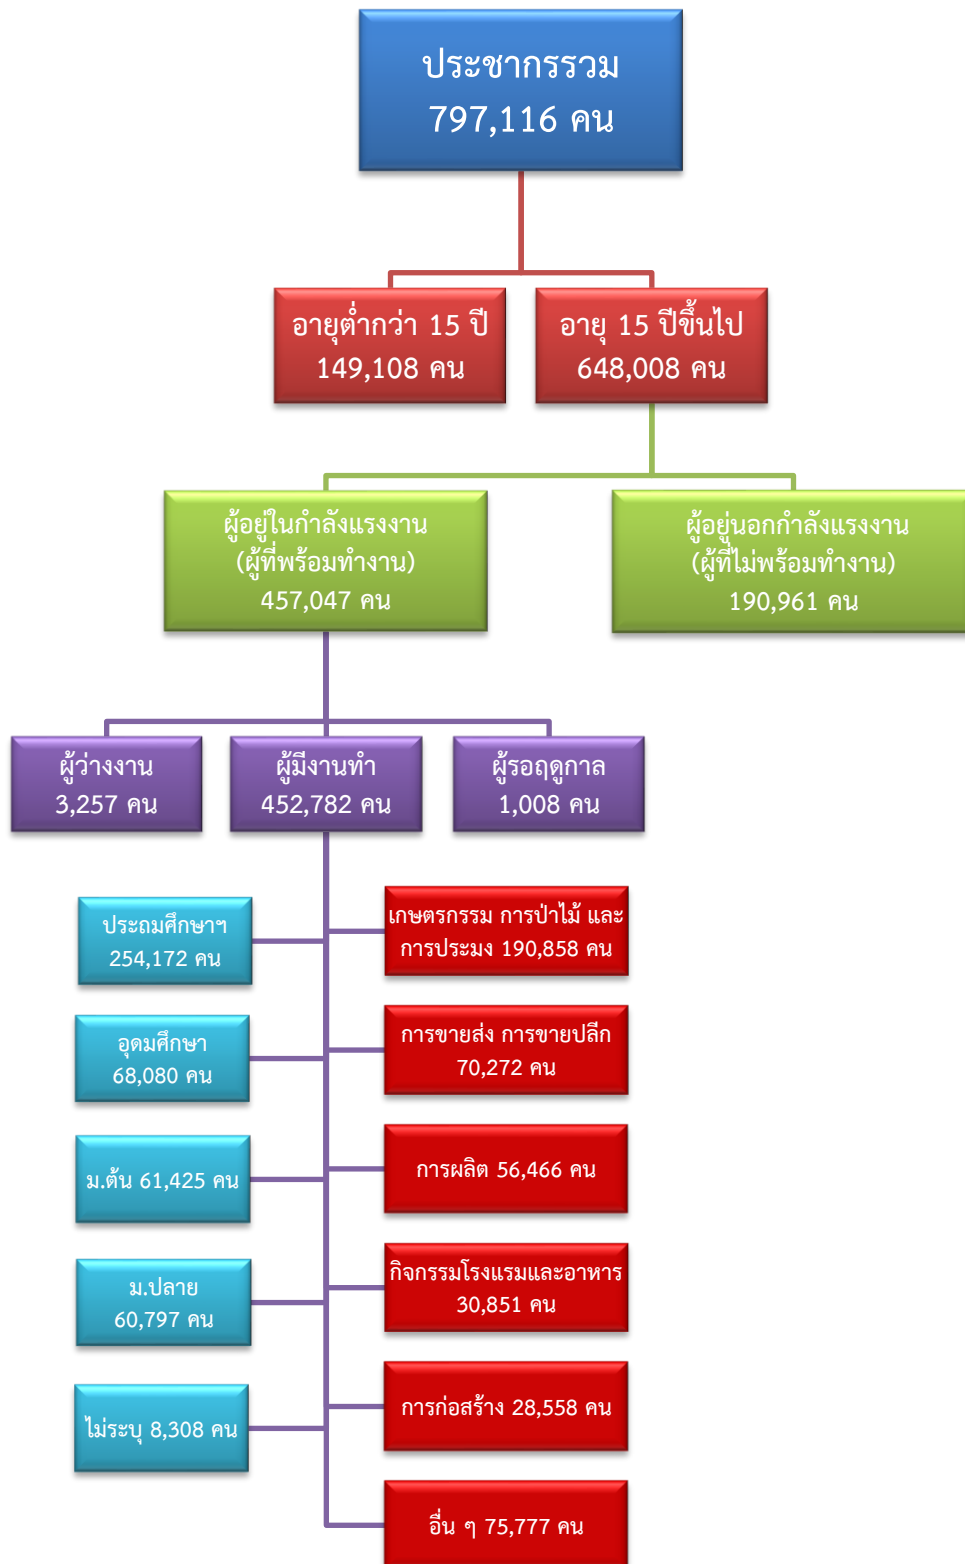 ประชากรรวม
797,116 คน
อายุต่ำกว่า 15 ปี
149,108 คน
อายุ 15 ปีขึ้นไป
648,008 คน
ผู้อยู่ในกำลังแรงงาน
(ผู้ที่พร้อมทำงาน)
457,047 คน
ผู้อยู่นอกกำลังแรงงาน
(ผู้ที่ไม่พร้อมทำงาน)
190,961 คน
ผู้ว่างงาน
3,257 คน
ผู้มีงานทำ
452,782 คน
ผู้รอฤดูกาล
1,008 คน
ประถมศึกษาฯ
254,172 คน
อุดมศึกษา
68,080 คน
ม.ต้น 61,425 คน
ม.ปลาย
60,797 คน
ไม่ระบุ 8,308 คน
เกษตรกรรม การป่าไม้ และ
การประมง 190,858 คน
การขายส่ง การขายปลีก
70,272 คน
การผลิต 56,466 คน
กิจกรรมโรงแรมและอาหาร
30,851 คน
การก่อสร้าง 28,558 คน
อื่น ๆ 75,777 คน